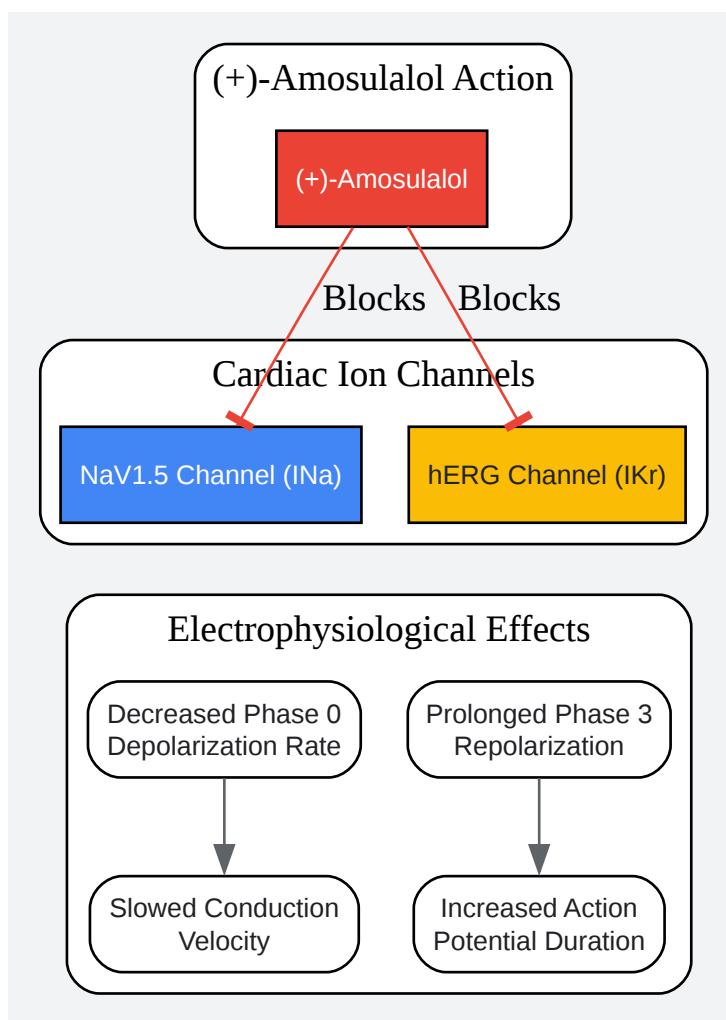 (+)-Amosulalol Action
(+)-Amosulalol
Blocks Blocks
Cardiac Ion Channels
NaV1.5 Channel (INa)
hERG Channel (IKr)
Electrophysiological Effects
Decreased Phase 0
Depolarization Rate
Prolonged Phase 3
Repolarization
Slowed Conduction
Velocity
Increased Action
Potential Duration